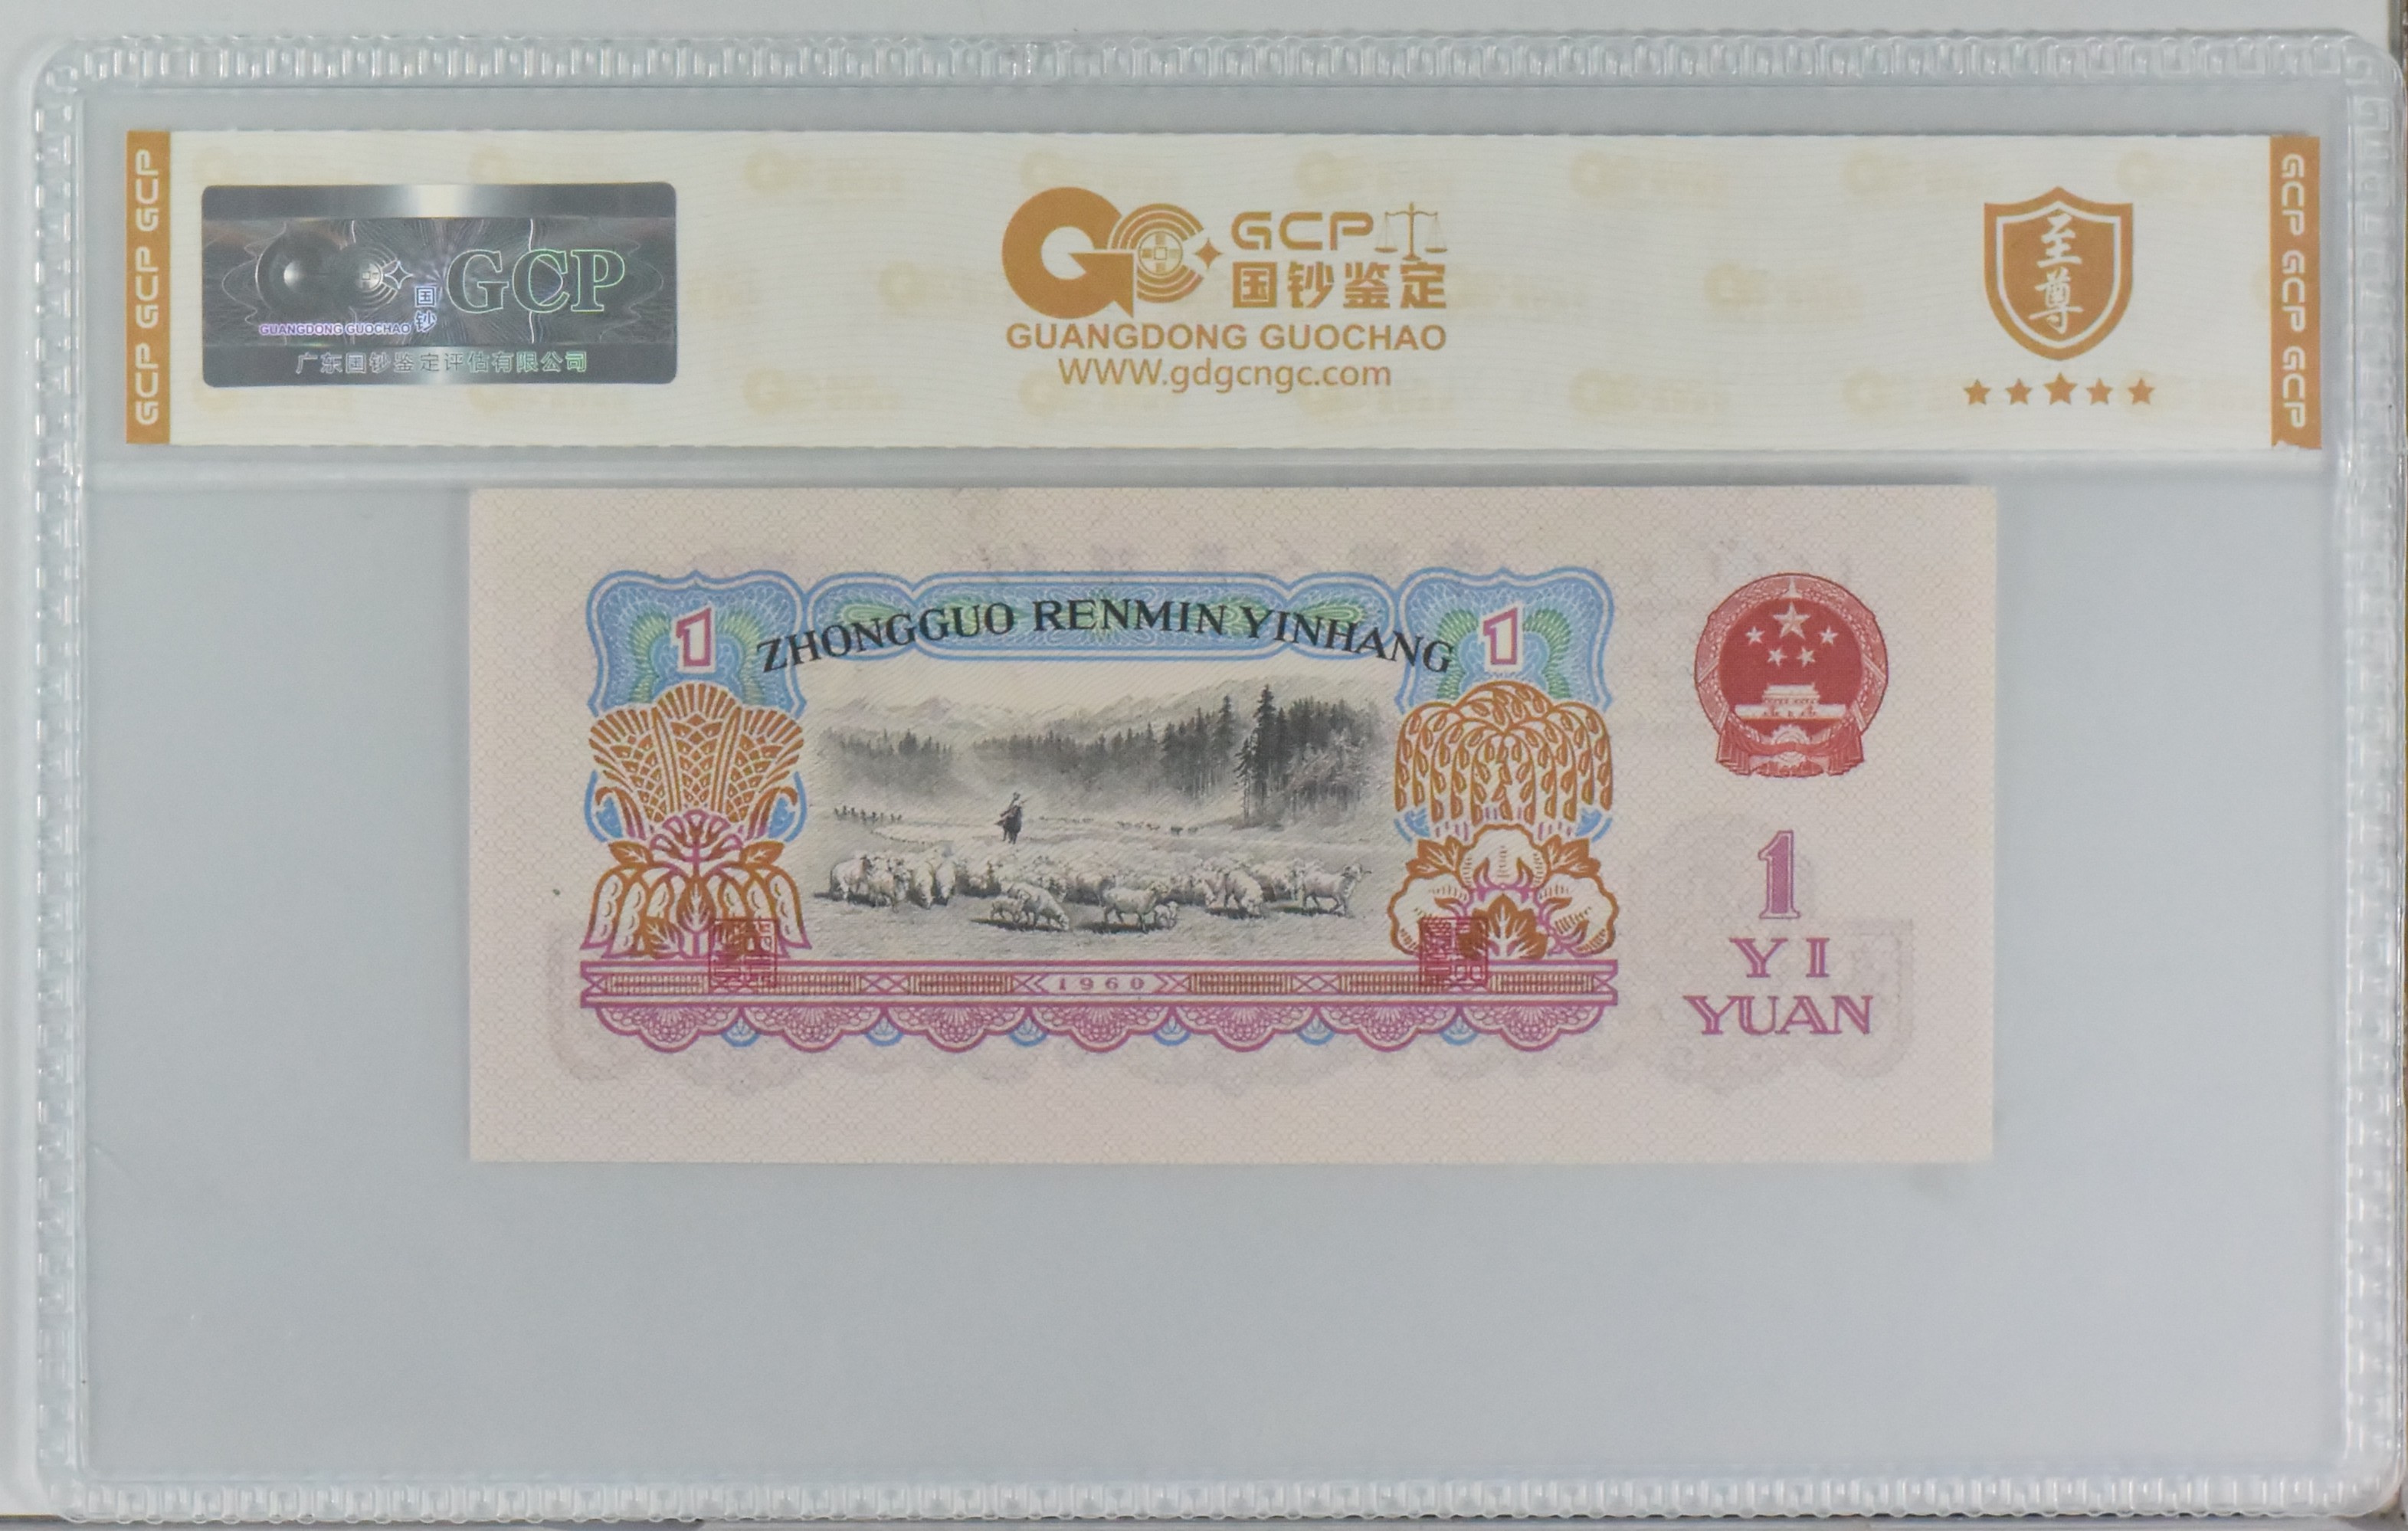 GCP GCP GCP
GCP
国钞
GUANGDONG GUOCHAO
广东国钞鉴定评估有限公司
GCP
国钞鉴定
GUANGDONG GUOCHAO
WWW.gdgcngc.com
至尊
GCP GCP GCP
1
ZHONGGUO RENMIN YINHANG
1
1
YI
YUAN
1960